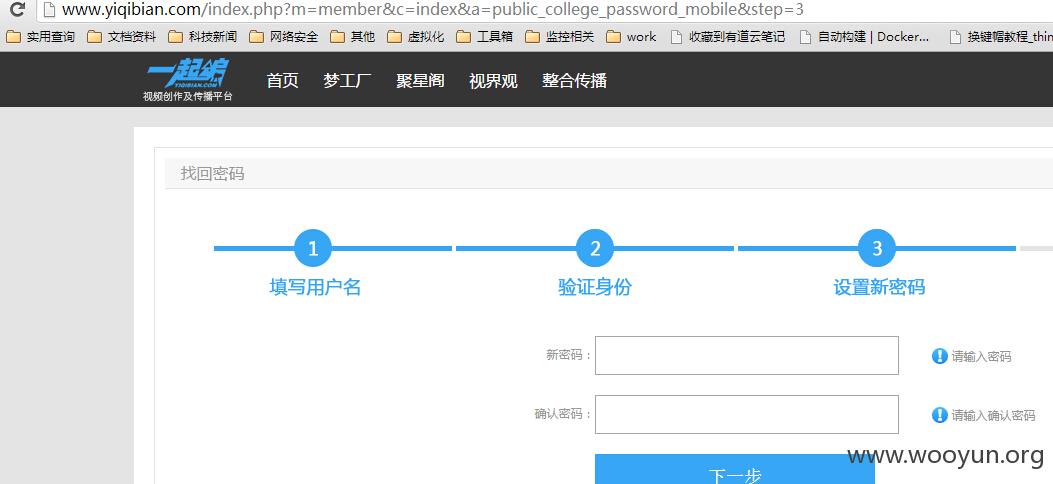 www.yiqibian.com/index.php?m=member&c=index&a=public_college_password_mobile&step=3
实用查询 文档资料 科技新闻 网络安全 其他 虚拟化 工具箱 监控相关 work 收藏到有道云笔记 自动构建 | Docker... 换键帽教程_thin
一起编
YIQIBIAN.COM
视频创作及传播平台
首页 梦工厂 聚星阁 视界观 整合传播
找回密码
1 2 3
填写用户名 验证身份 设置新密码
新密码： 请输入密码
确认密码： 请输入确认密码
www.wooyun.org
下一步